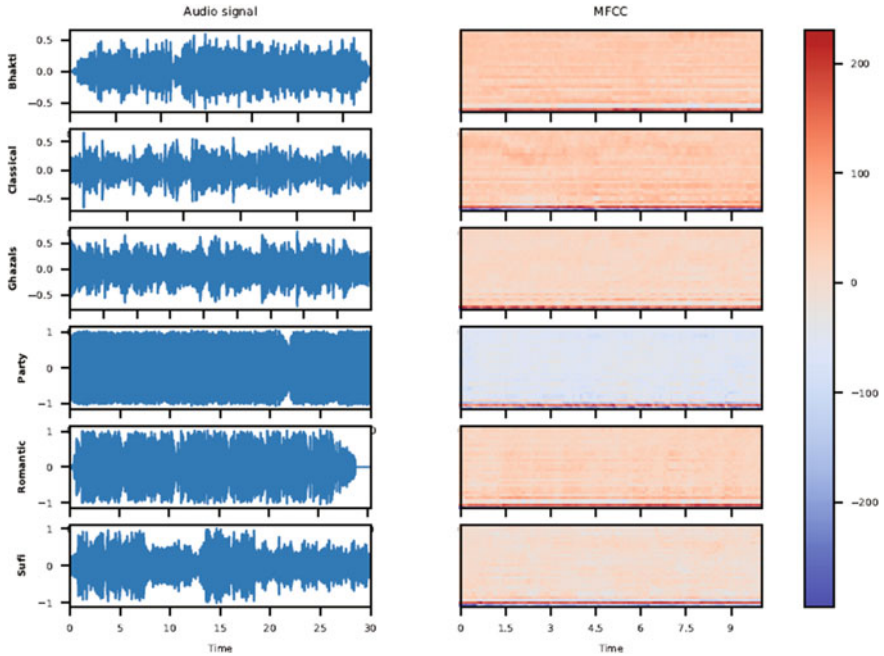 Audio signal MFCC
Bhakti 0.5 0.0 −0.5
Classical 0.5 0.0 −0.5
Ghazals 0.5 0.0 −0.5
Party 1 0 −1
Romantic 1 0 −1
Sufi 1 0 −1
0 5 10 15 20 25 30
Time
0 1.5 3 4.5 6 7.5 9
Time
200
100
0
−100
−200